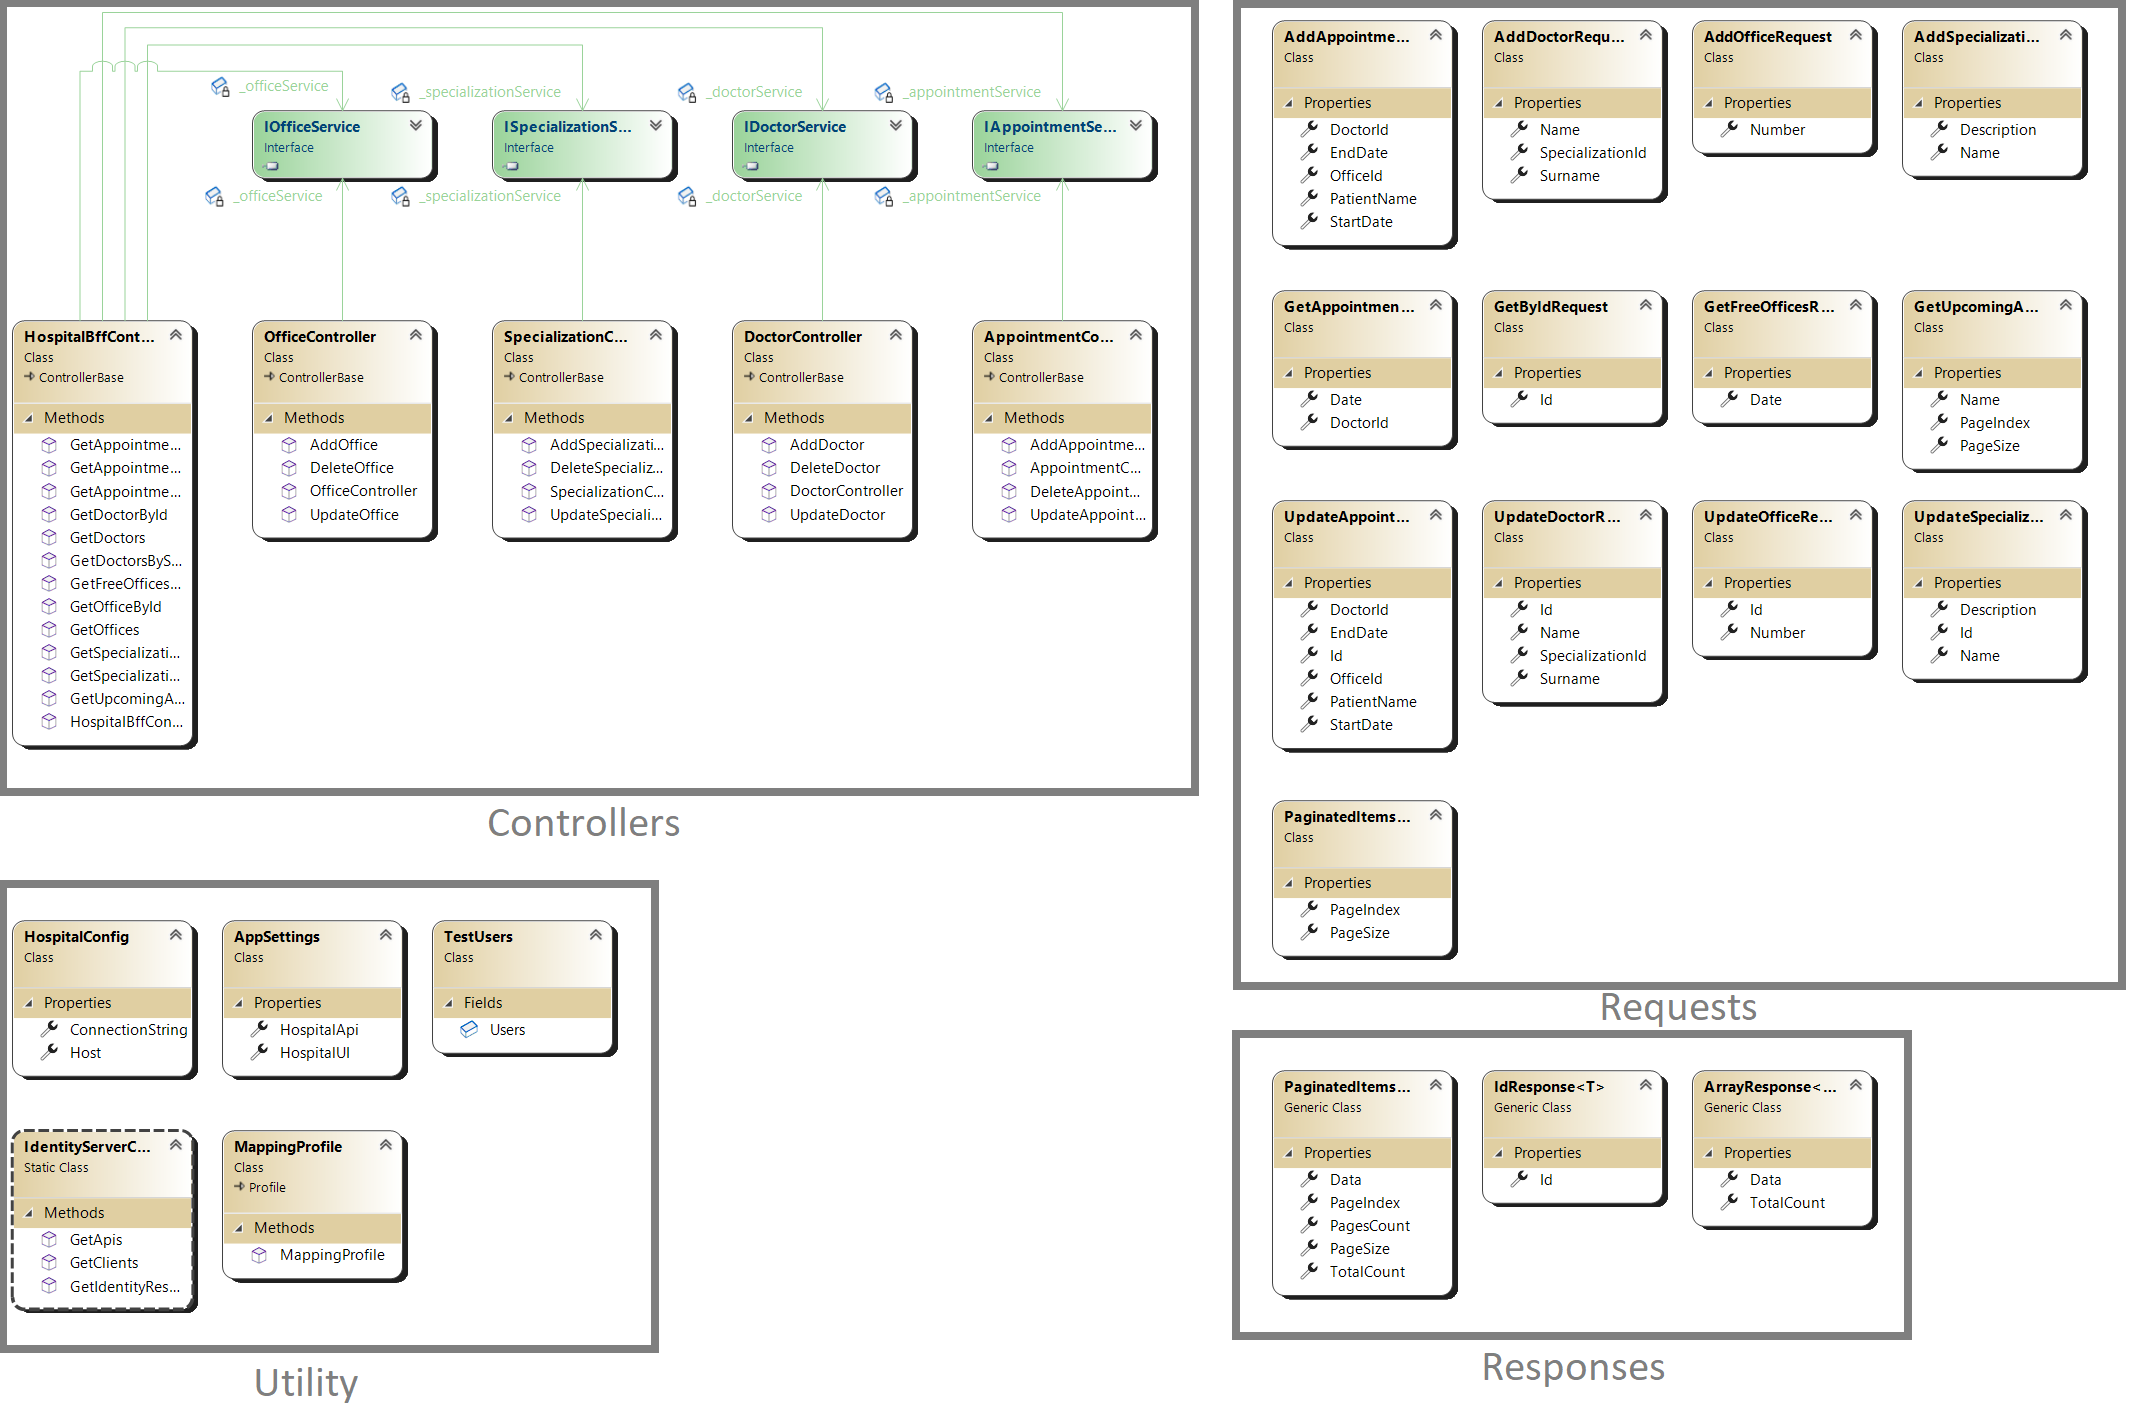 _officeService
_specializationService
_doctorService
_appointmentService
IOfficeService
Interface
ISpecializationS...
Interface
IDoctorService
Interface
IAppointmentSe...
Interface
_officeService
_specializationService
_doctorService
_appointmentService
HospitalBffCont...
Class
ControllerBase
Methods
GetAppointme...
GetAppointme...
GetAppointme...
GetDoctorById
GetDoctors
GetDoctorsByS...
GetFreeOffices...
GetOfficeById
GetOffices
GetSpecializati...
GetSpecializati...
GetUpcomingA...
HospitalBffCon...
OfficeController
Class
ControllerBase
Methods
AddOffice
DeleteOffice
OfficeController
UpdateOffice
SpecializationC...
Class
ControllerBase
Methods
AddSpecializati...
DeleteSpecializ...
SpecializationC...
UpdateSpeciali...
DoctorController
Class
ControllerBase
Methods
AddDoctor
DeleteDoctor
DoctorController
UpdateDoctor
AppointmentCo...
Class
ControllerBase
Methods
AddAppointme...
AppointmentC...
DeleteAppoint...
UpdateAppoint...
Controllers
AddAppointme...
Class
Properties
DoctorId
EndDate
OfficeId
PatientName
StartDate
AddDoctorRequ...
Class
Properties
Name
SpecializationId
Surname
AddOfficeRequest
Class
Properties
Number
AddSpecializati...
Class
Properties
Description
Name
GetAppointmen...
Class
Properties
Date
DoctorId
GetByIdRequest
Class
Properties
Id
GetFreeOfficesR...
Class
Properties
Date
GetUpcomingA...
Class
Properties
Name
PageIndex
PageSize
UpdateAppoint...
Class
Properties
DoctorId
EndDate
Id
OfficeId
PatientName
StartDate
UpdateDoctorR...
Class
Properties
Id
Name
SpecializationId
Surname
UpdateOfficeRe...
Class
Properties
Id
Number
UpdateSpecializ...
Class
Properties
Description
Id
Name
PaginatedItems...
Class
Properties
PageIndex
PageSize
Requests
HospitalConfig
Class
Properties
ConnectionString
Host
AppSettings
Class
Properties
HospitalApi
HospitalUI
TestUsers
Class
Fields
Users
IdentityServerC...
Static Class
Methods
GetApis
GetClients
GetIdentityRes...
MappingProfile
Class
Profile
Methods
MappingProfile
Utility
PaginatedItems...
Generic Class
Properties
Data
PageIndex
PagesCount
PageSize
TotalCount
IdResponse<T>
Generic Class
Properties
Id
ArrayResponse<...
Generic Class
Properties
Data
TotalCount
Responses